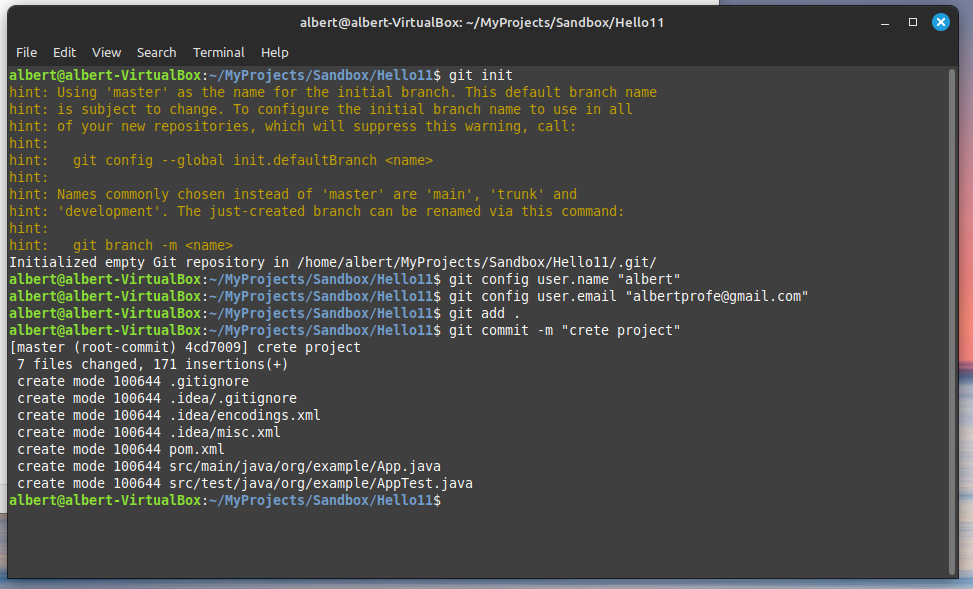 albert@albert-VirtualBox: ~/MyProjects/Sandbox/Hello11
File Edit View Search Terminal Help
albert@albert-VirtualBox:~/MyProjects/Sandbox/Hello11$ git init
hint: Using 'master' as the name for the initial branch. This default branch name
hint: is subject to change. To configure the initial branch name to use in all
hint: of your new repositories, which will suppress this warning, call:
hint:
hint:   git config --global init.defaultBranch <name>
hint:
hint: Names commonly chosen instead of 'master' are 'main', 'trunk' and
hint: 'development'. The just-created branch can be renamed via this command:
hint:
hint:   git branch -m <name>
Initialized empty Git repository in /home/albert/MyProjects/Sandbox/Hello11/.git/
albert@albert-VirtualBox:~/MyProjects/Sandbox/Hello11$ git config user.name "albert"
albert@albert-VirtualBox:~/MyProjects/Sandbox/Hello11$ git config user.email "albertprofe@gmail.com"
albert@albert-VirtualBox:~/MyProjects/Sandbox/Hello11$ git add .
albert@albert-VirtualBox:~/MyProjects/Sandbox/Hello11$ git commit -m "crete project"
[master (root-commit) 4cd7009] crete project
 7 files changed, 171 insertions(+)
 create mode 100644 .gitignore
 create mode 100644 .idea/.gitignore
 create mode 100644 .idea/encodings.xml
 create mode 100644 .idea/misc.xml
 create mode 100644 pom.xml
 create mode 100644 src/main/java/org/example/App.java
 create mode 100644 src/test/java/org/example/AppTest.java
albert@albert-VirtualBox:~/MyProjects/Sandbox/Hello11$